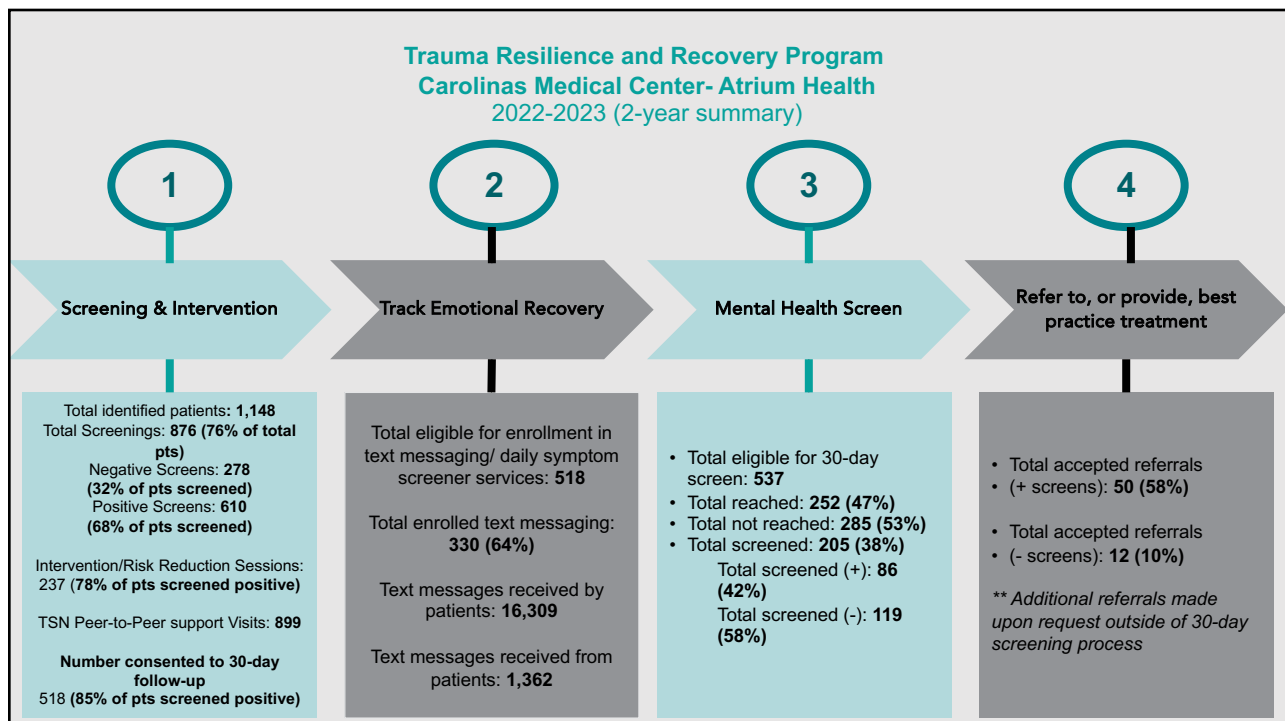 Trauma Resilience and Recovery Program
Carolinas Medical Center- Atrium Health
2022-2023 (2-year summary)
1
2
3
4
Screening & Intervention
Track Emotional Recovery
Mental Health Screen
Refer to, or provide, best
practice treatment
Total identified patients: 1,148
Total Screenings: 876 (76% of total
pts)
Negative Screens: 278
(32% of pts screened)
Positive Screens: 610
(68% of pts screened)
Intervention/Risk Reduction Sessions:
237 (78% of pts screened positive)
TSN Peer-to-Peer support Visits: 899
Number consented to 30-day
follow-up
518 (85% of pts screened positive)
Total eligible for enrollment in
text messaging/ daily symptom
screener services: 518
Total enrolled text messaging:
330 (64%)
Text messages received by
patients: 16,309
Text messages received from
patients: 1,362
• Total eligible for 30-day
screen: 537
• Total reached: 252 (47%)
• Total not reached: 285 (53%)
• Total screened: 205 (38%)
Total screened (+): 86
(42%)
Total screened (-): 119
(58%)
• Total accepted referrals
• (+ screens): 50 (58%)
• Total accepted referrals
• (- screens): 12 (10%)
** Additional referrals made
upon request outside of 30-day
screening process